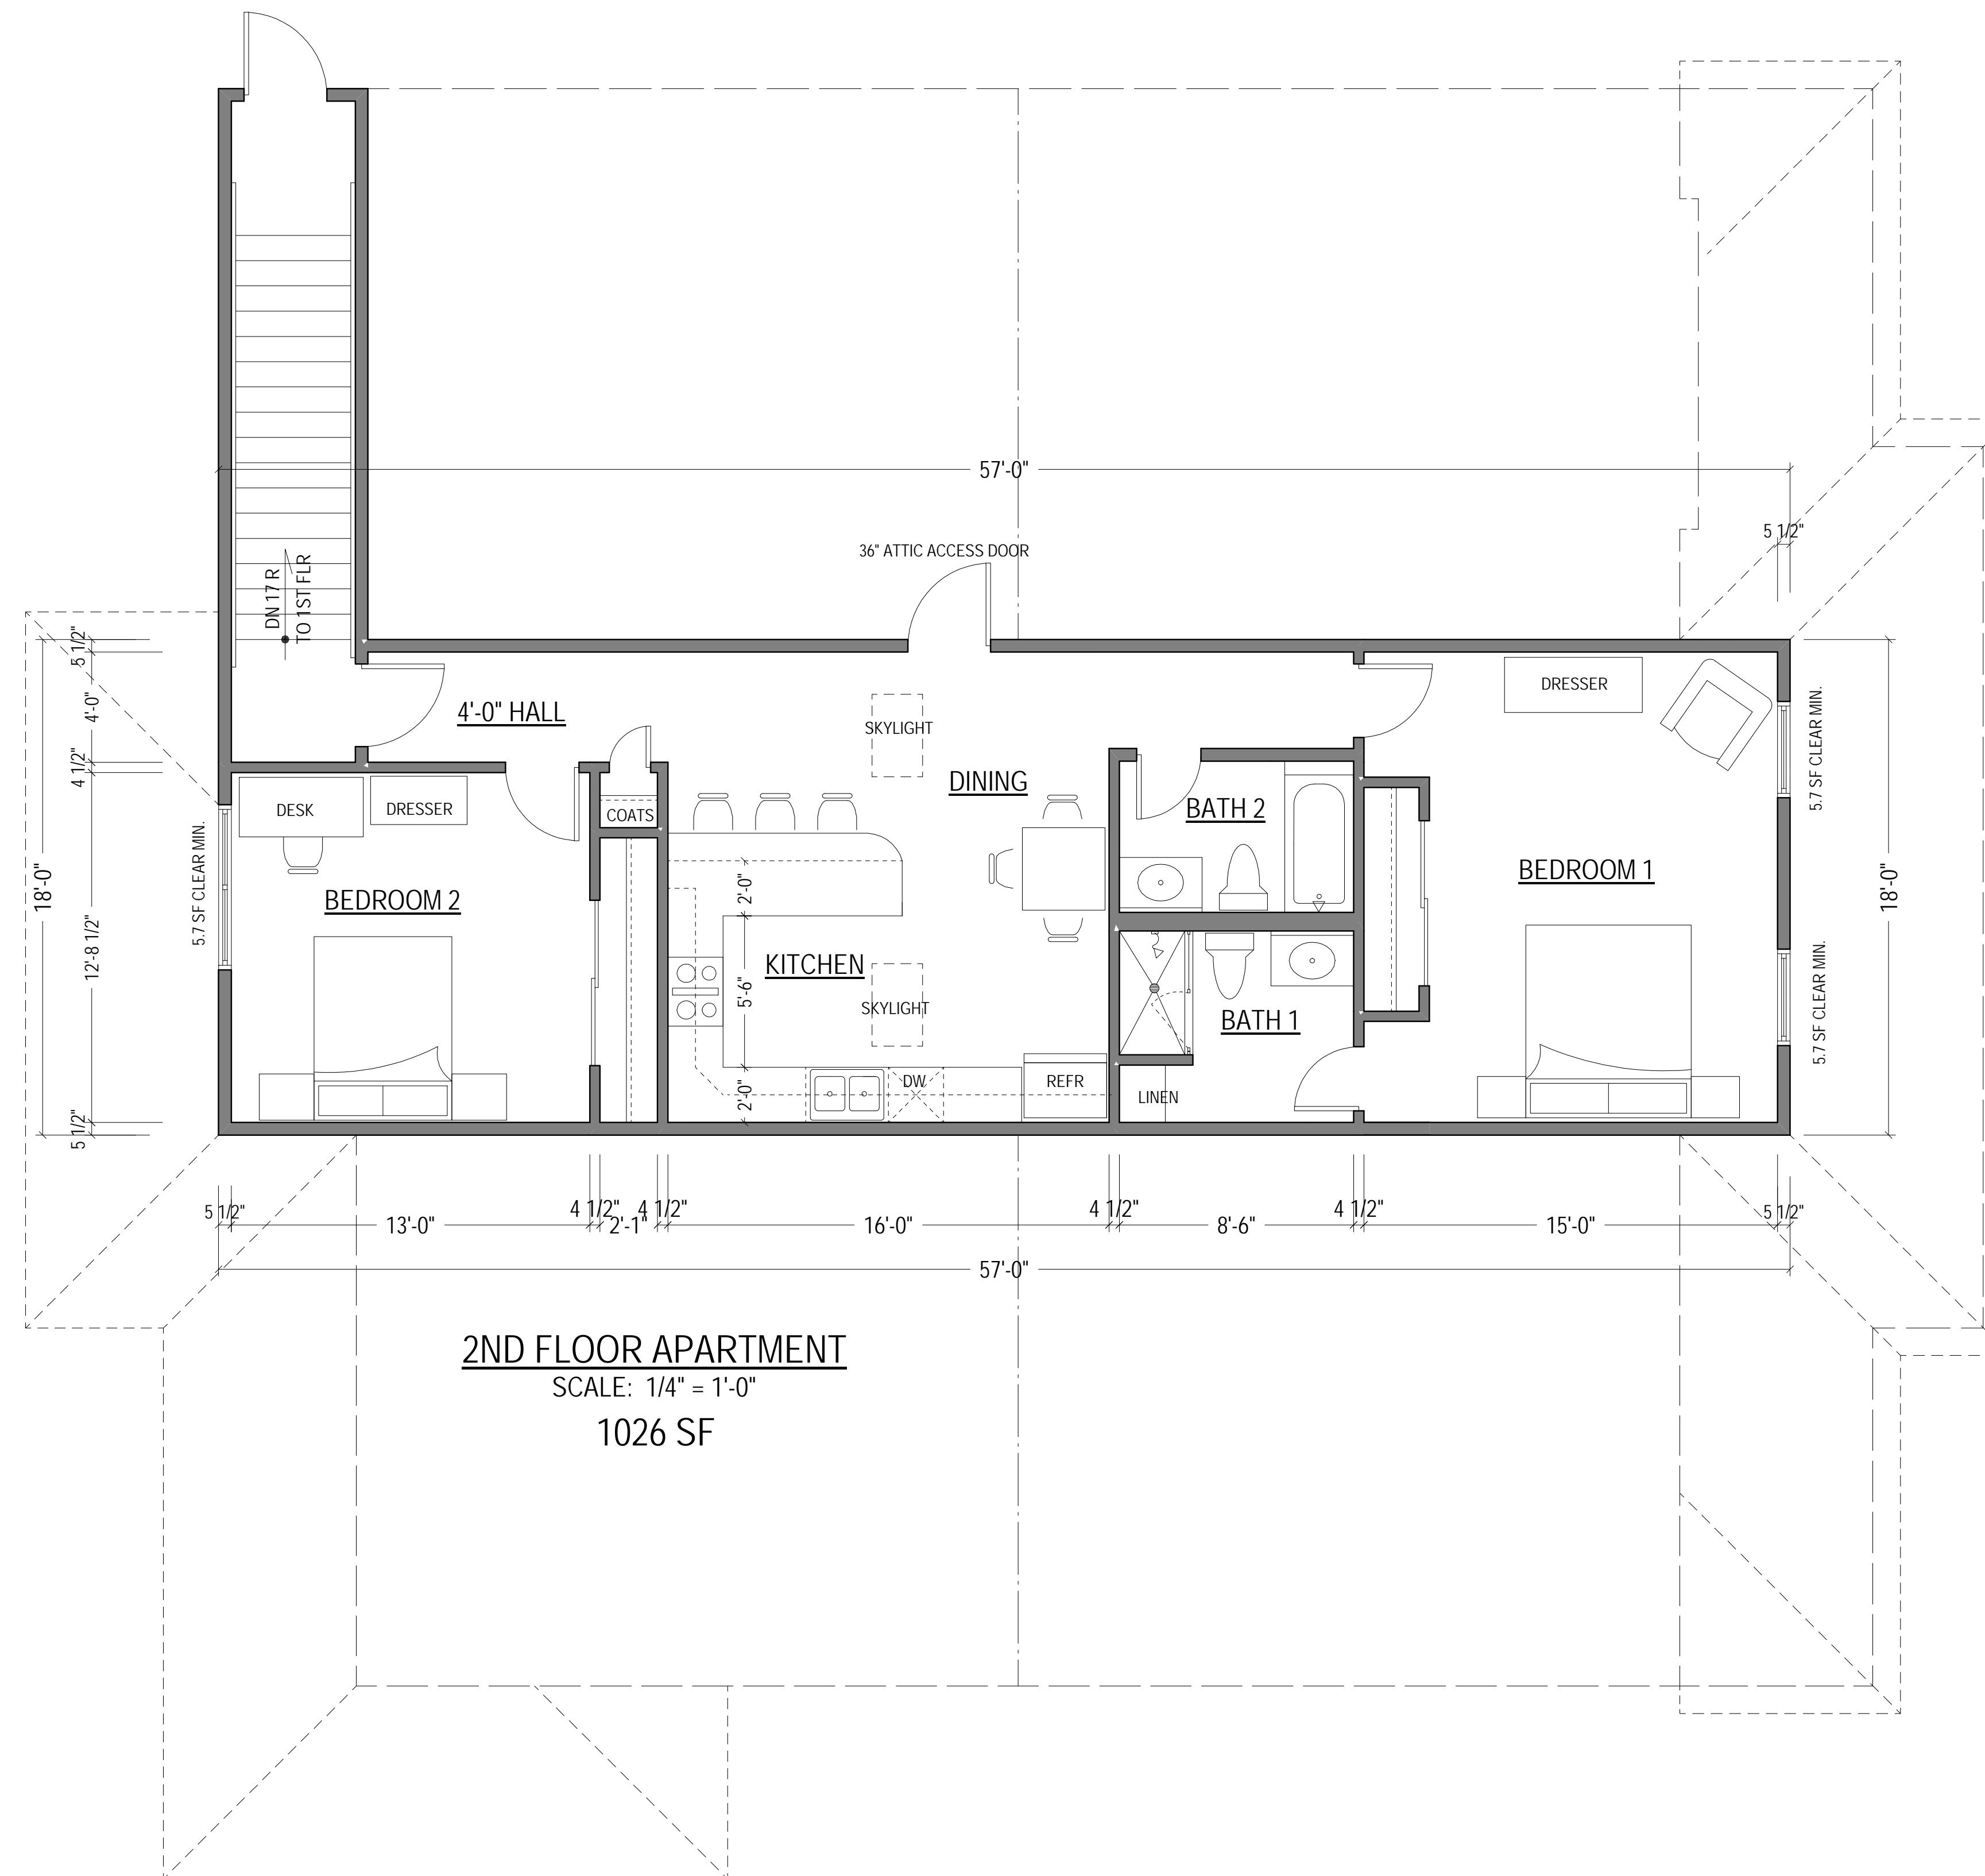 57'-0"
5 1/2"
36" ATTIC ACCESS DOOR
DN 17 R
TO 1ST FLR
5 1/2"
4'-0"
4 1/2"
18'-0"
12'-8 1/2"
5 1/2"
5.7 SF CLEAR MIN.
4'-0" HALL
SKYLIGHT
DRESSER
5.7 SF CLEAR MIN.
DINING
DESK
DRESSER
COATS
BATH 2
BEDROOM 1
18'-0"
BEDROOM 2
2'-0"
KITCHEN
5'-6"
SKYLIGHT
BATH 1
5.7 SF CLEAR MIN.
2'-0"
DW
REFR
LINEN
5 1/2"
13'-0"
4 1/2"
2'-1"
4 1/2"
16'-0"
4 1/2"
8'-6"
4 1/2"
15'-0"
5 1/2"
57'-0"
2ND FLOOR APARTMENT
SCALE: 1/4" = 1'-0"
1026 SF